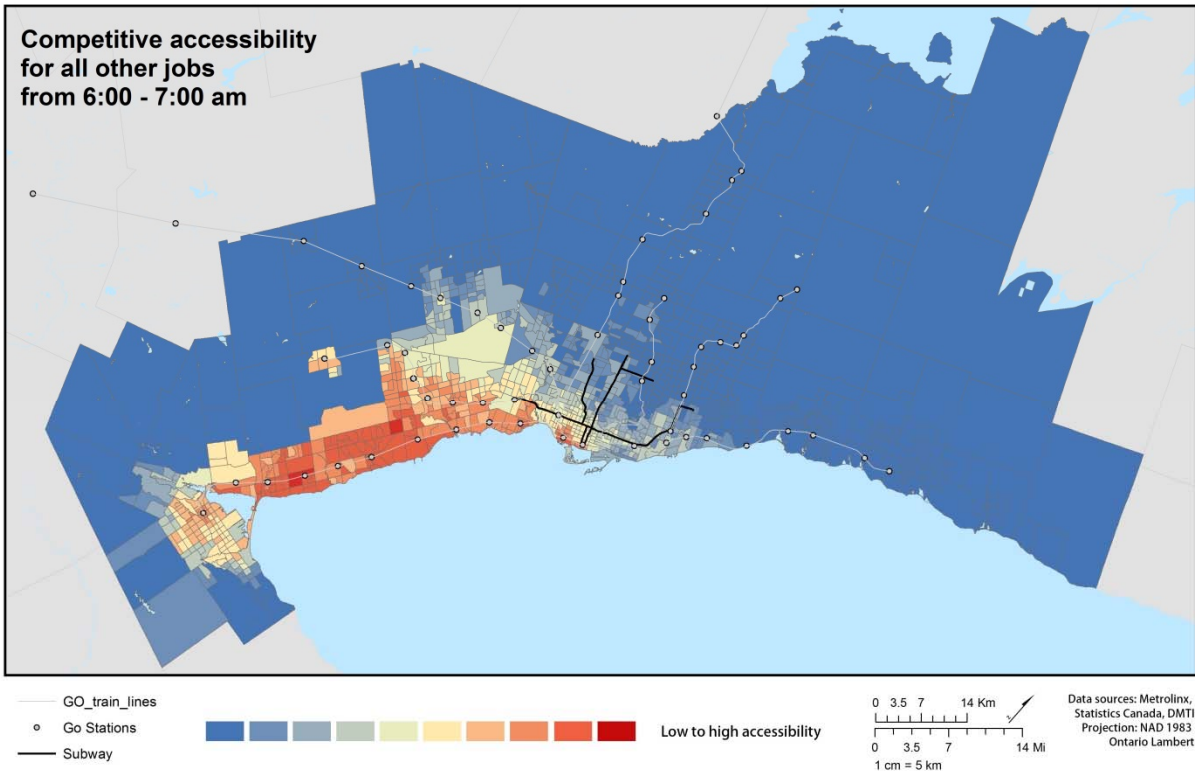 Competitive accessibility
for all other jobs
from 6:00 - 7:00 am
GO_train_lines
Go Stations
Subway
Low to high accessibility
0 3.5 7 14 Km
0 3.5 7 14 Mi
1 cm = 5 km
Data sources: Metrolinx,
Statistics Canada, DMTI
Projection: NAD 1983
Ontario Lambert